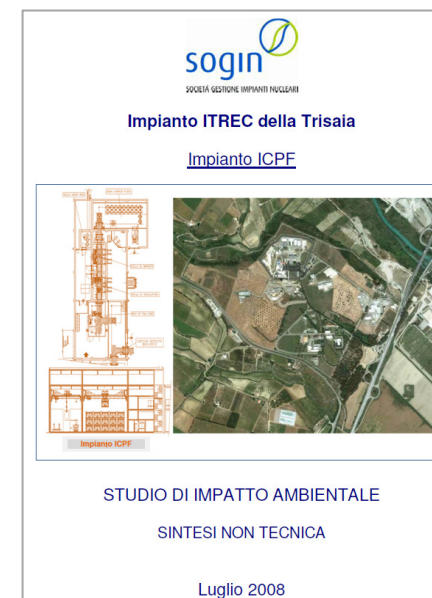 sogin
SOCIETÀ GESTIONE IMPIANTI NUCLEARI
Impianto ITREC della Trisaia
Impianto ICPF
Impianto ICPF
STUDIO DI IMPATTO AMBIENTALE
SINTESI NON TECNICA
Luglio 2008